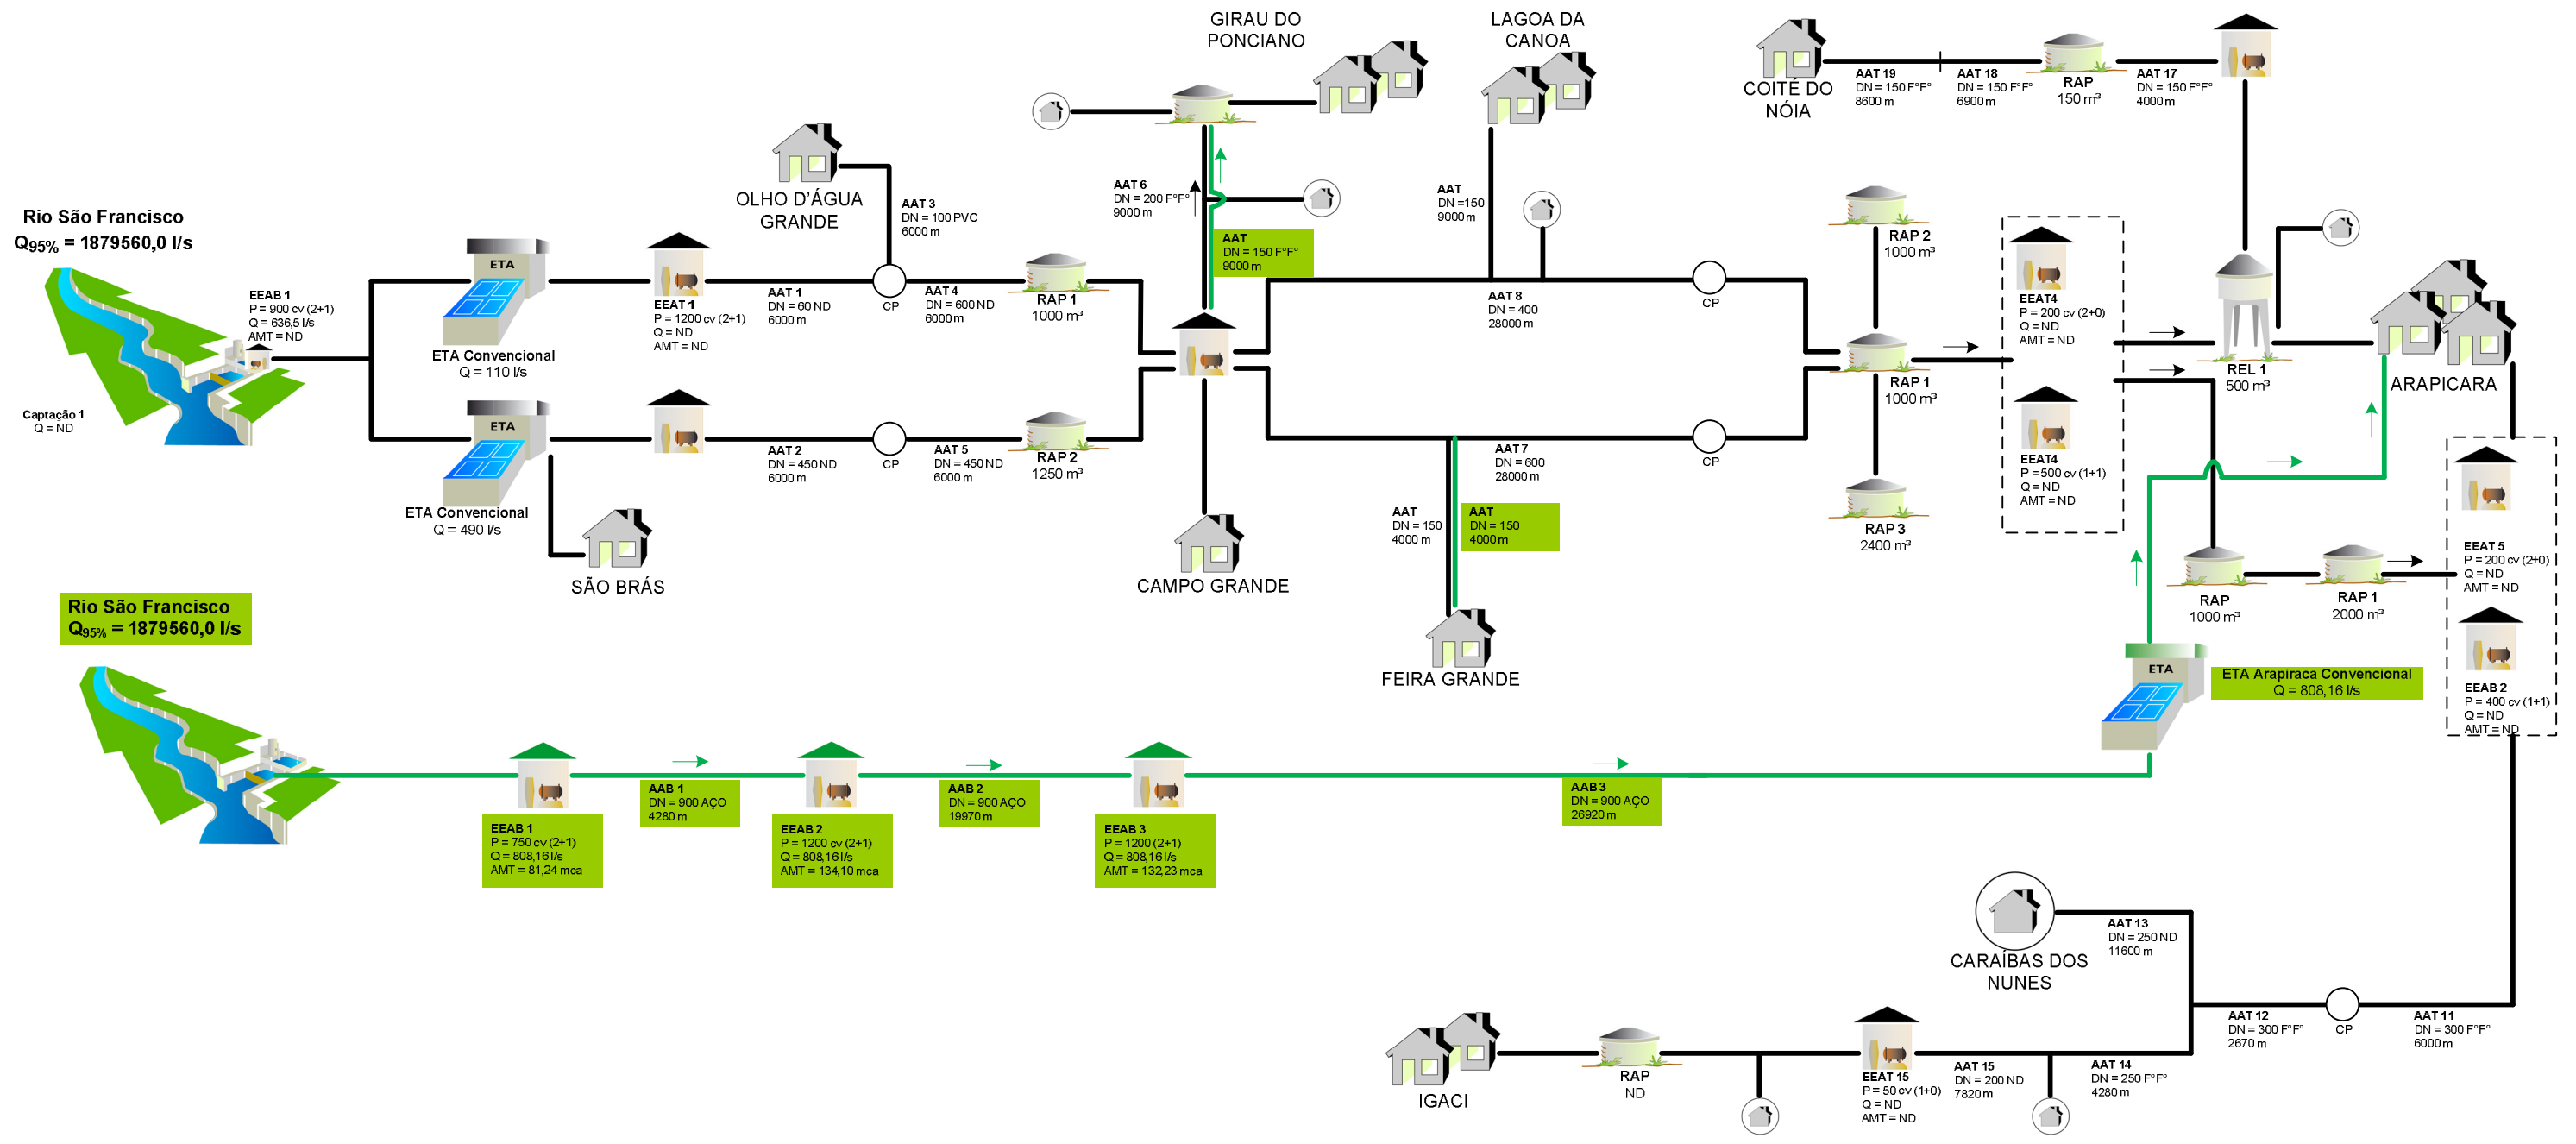 GIRAU DO
PONCIANO
LAGOA DA
CANOA
COITÉ DO
NÓIA
AAT 19
DN = 150 F°F°
8600 m
AAT 18
DN = 150 F°F°
6900 m
RAP
150 m³
AAT 17
DN = 150 F°F°
4000 m
OLHO D'ÁGUA
GRANDE
AAT 3
DN = 100 PVC
6000 m
AAT 6
DN = 200 F°F°
9000 m
AAT
DN = 150 F°F°
9000 m
AAT
DN =150
9000 m
Rio São Francisco
Q95% = 1879560,0 l/s
EEAB 1
P = 900 cv (2+1)
Q = 636,5 l/s
AMT = ND
Captação 1
Q = ND
ETA
ETA Convencional
Q = 110 l/s
EEAT 1
P = 1200 cv (2+1)
Q = ND
AMT = ND
AAT 1
DN = 60 ND
6000 m
CP
AAT 4
DN = 600 ND
6000 m
RAP 1
1000 m³
AAT 8
DN = 400
28000 m
CP
RAP 2
1000 m³
RAP 1
1000 m³
RAP 3
2400 m³
EEAT4
P = 200 cv (2+0)
Q = ND
AMT = ND
EEAT4
P = 500 cv (1+1)
Q = ND
AMT = ND
REL 1
500 m³
ARAPICARA
ETA
ETA Convencional
Q = 490 l/s
AAT 2
DN = 450 ND
6000 m
CP
AAT 5
DN = 450 ND
6000 m
RAP 2
1250 m³
AAT 7
DN = 600
28000 m
CP
AAT
DN = 150
4000 m
AAT
DN = 150
4000 m
SÃO BRÁS
CAMPO GRANDE
FEIRA GRANDE
RAP
1000 m³
RAP 1
2000 m³
EEAT 5
P = 200 cv (2+0)
Q = ND
AMT = ND
EEAB 2
P = 400 cv (1+1)
Q = ND
AMT = ND
Rio São Francisco
Q95% = 1879560,0 l/s
ETA
ETA Arapiraca Convencional
Q = 808,16 l/s
EEAB 1
P = 750 cv (2+1)
Q = 808,16 l/s
AMT = 81,24 mca
AAB 1
DN = 900 AÇO
4280 m
EEAB 2
P = 1200 cv (2+1)
Q = 808,16 l/s
AMT = 134,10 mca
AAB 2
DN = 900 AÇO
19970 m
EEAB 3
P = 1200 (2+1)
Q = 808,16 l/s
AMT = 132,23 mca
AAB 3
DN = 900 AÇO
26920 m
CARAÍBAS DOS
NUNES
AAT 13
DN = 250 ND
11600 m
AAT 12
DN = 300 F°F°
2670 m
CP
AAT 11
DN = 300 F°F°
6000 m
IGACI
RAP
ND
EEAT 15
P = 50 cv (1+0)
Q = ND
AMT = ND
AAT 15
DN = 200 ND
7820 m
AAT 14
DN = 250 F°F°
4280 m